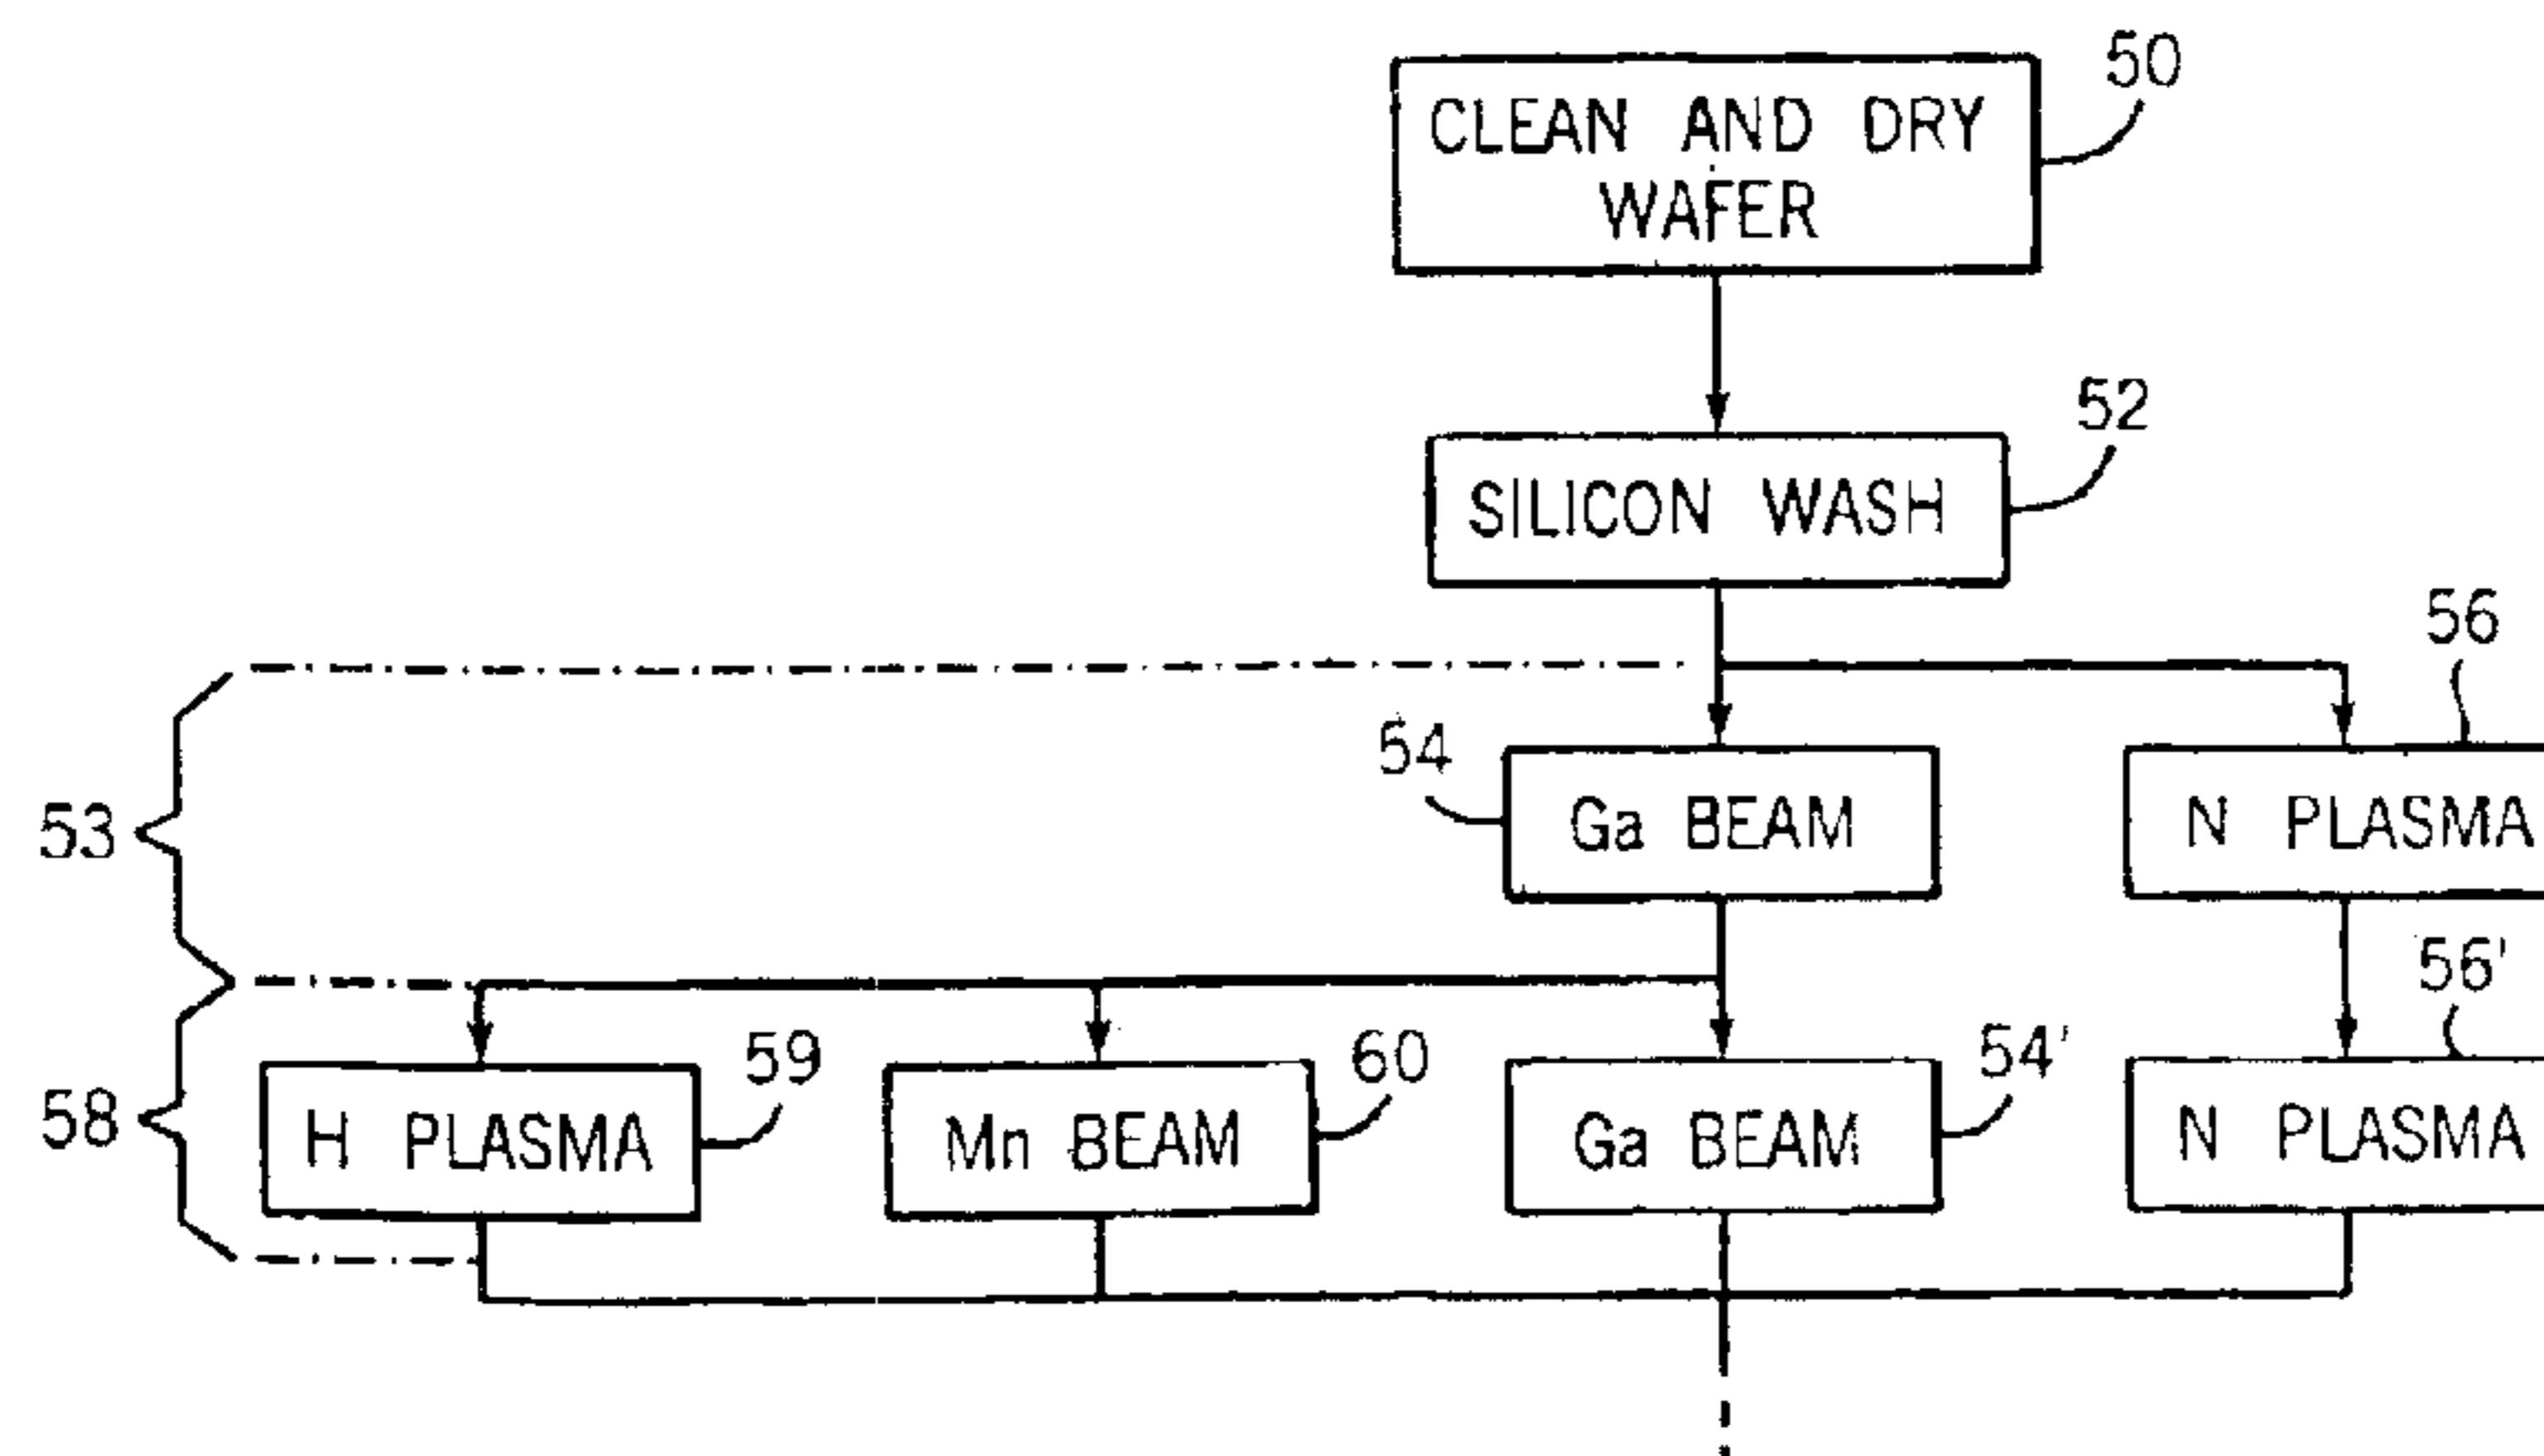 50
CLEAN AND DRY
WAFER
52
SILICON WASH
56
54
53
Ga BEAM
N PLASMA
56'
59
60
54'
58
H PLASMA
Mn BEAM
Ga BEAM
N PLASMA